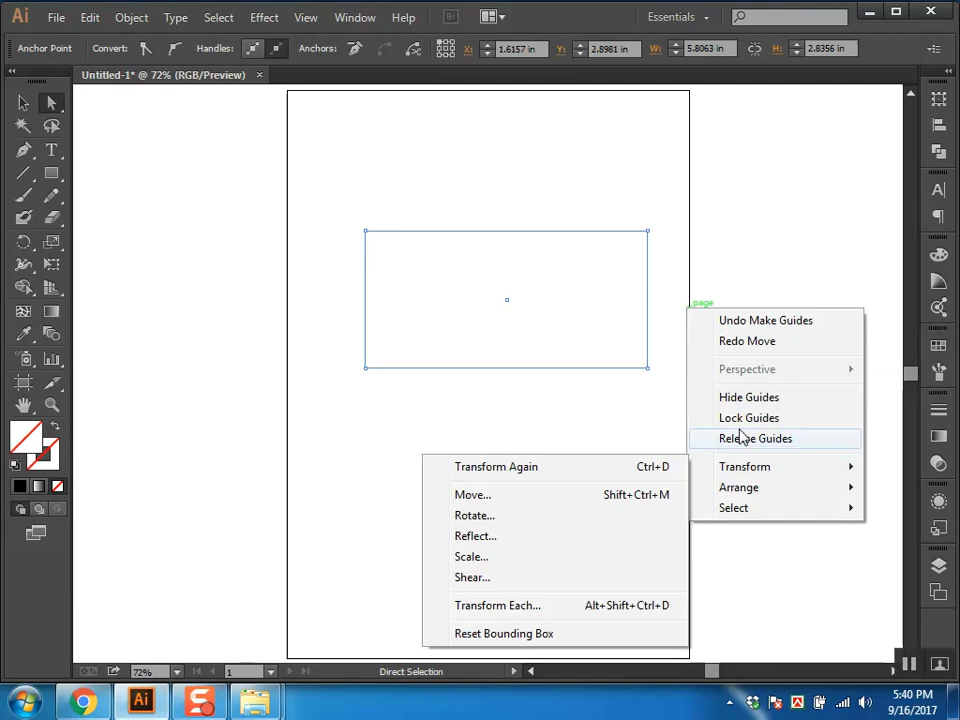 Ai File Edit Object Type Select Effect View Window Help Br Essentials
Anchor Point Convert: Handles: Anchors: X: 1.6157 in Y: 2.8981 in W: 5.8063 in H: 2.8356 in
Untitled-1* @ 72% (RGB/Preview) ×
page
Undo Make Guides
Redo Move
Perspective
Hide Guides
Lock Guides
Release Guides
Transform
Arrange
Select
Transform Again Ctrl+D
Move... Shift+Ctrl+M
Rotate...
Reflect...
Scale...
Shear...
Transform Each... Alt+Shift+Ctrl+D
Reset Bounding Box
72% 1 Direct Selection
Ai S 5:40 PM
9/16/2017